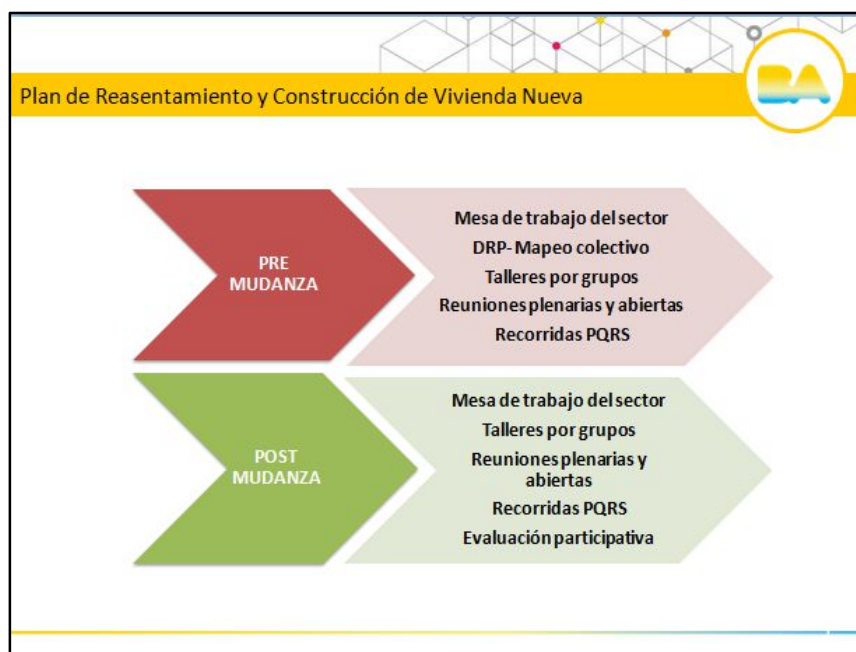 BA
Plan de Reasentamiento y Construcción de Vivienda Nueva
PRE
MUDANZA
Mesa de trabajo del sector
DRP- Mapeo colectivo
Talleres por grupos
Reuniones plenarias y abiertas
Recorridas PQRS
POST
MUDANZA
Mesa de trabajo del sector
Talleres por grupos
Reuniones plenarias y
abiertas
Recorridas PQRS
Evaluación participativa